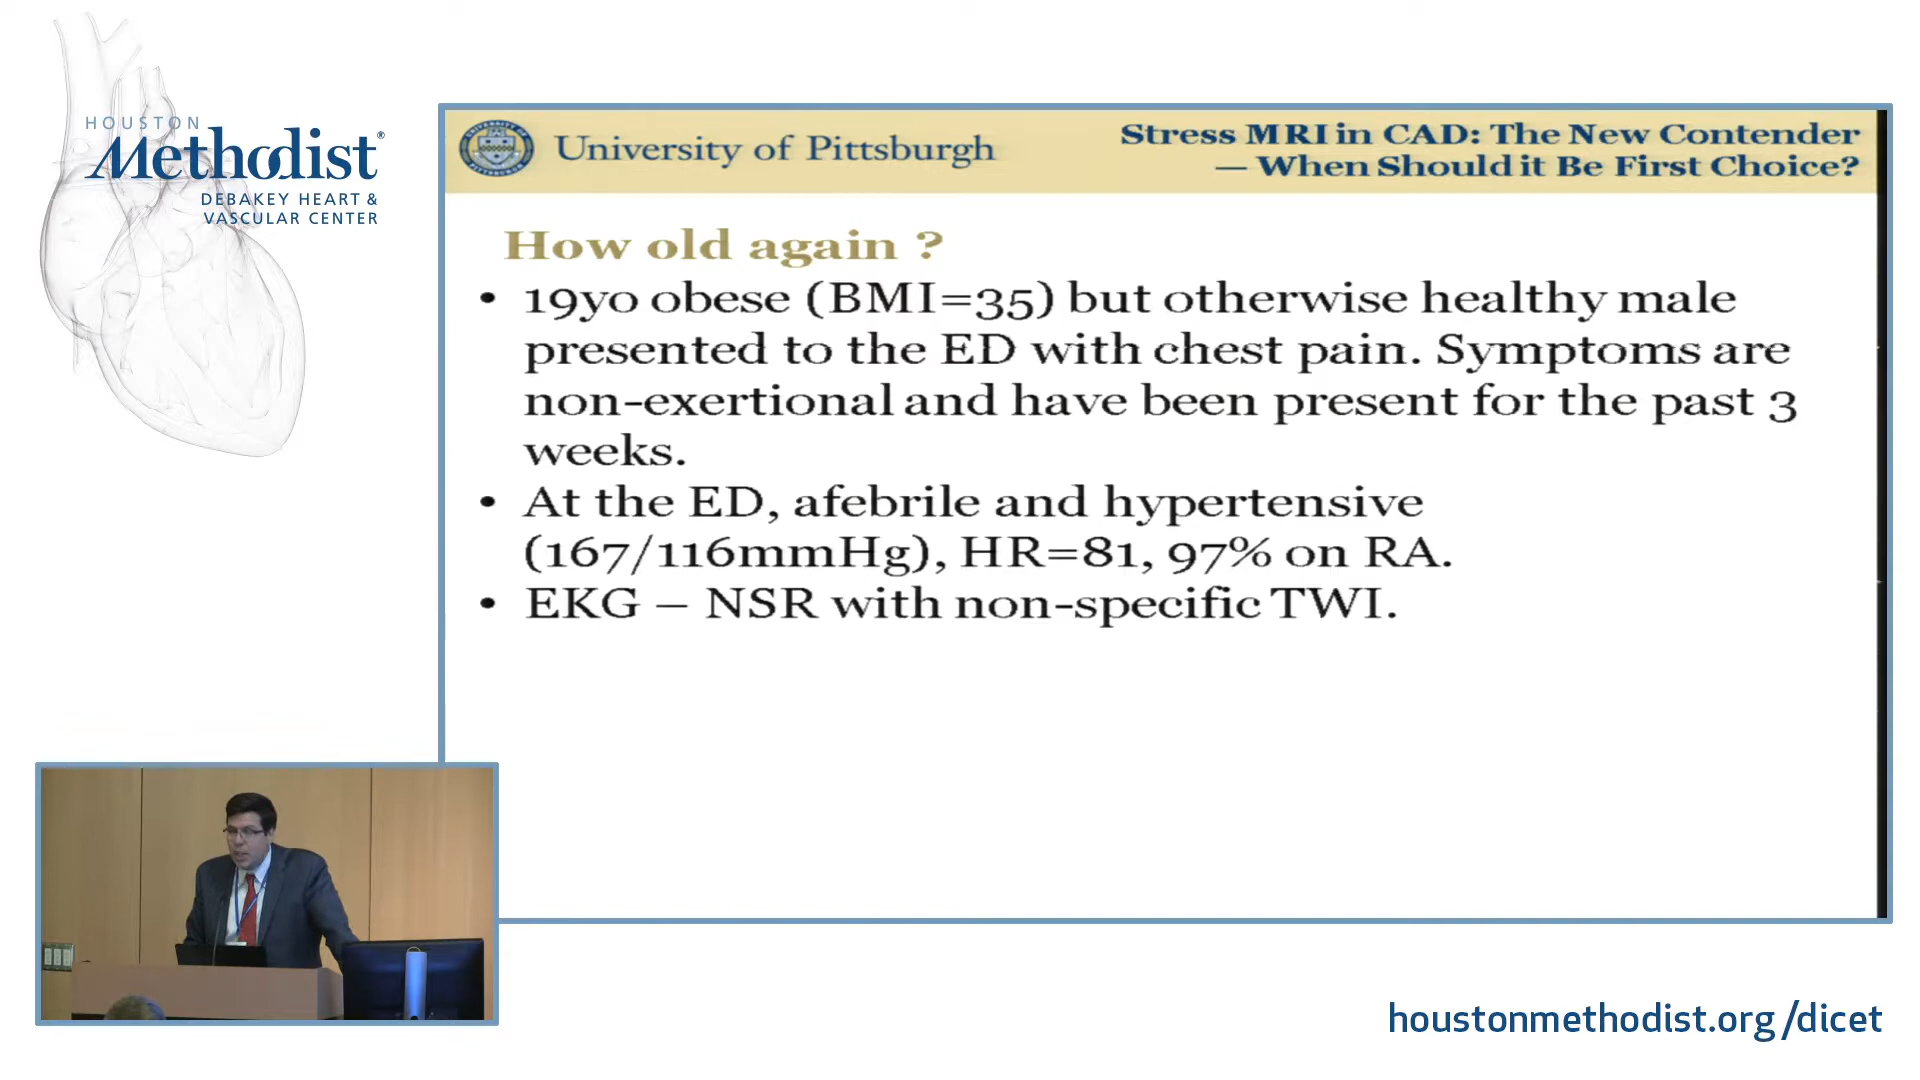 HOUSTON
Methodist®
DEBAKEY HEART &
VASCULAR CENTER
University of Pittsburgh
Stress MRI in CAD: The New Contender
— When Should it Be First Choice?
How old again ?
• 19yo obese (BMI=35) but otherwise healthy male
presented to the ED with chest pain. Symptoms are
non-exertional and have been present for the past 3
weeks.
• At the ED, afebrile and hypertensive
(167/116mmHg), HR=81, 97% on RA.
• EKG – NSR with non-specific TWI.
houstonmethodist.org/dicet